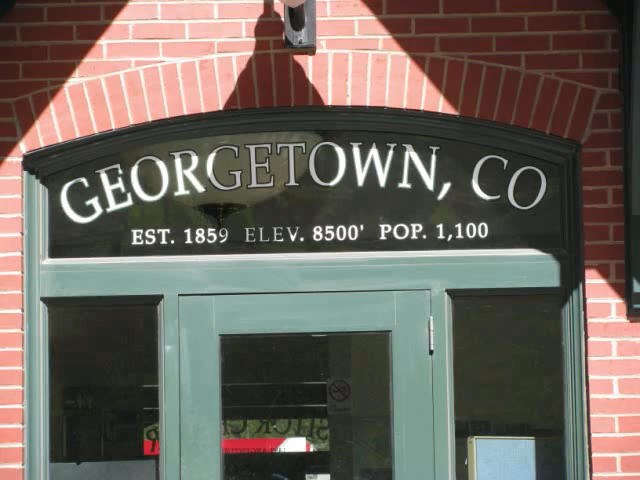 GEORGETOWN, CO
EST. 1859 ELEV. 8500' POP. 1,100